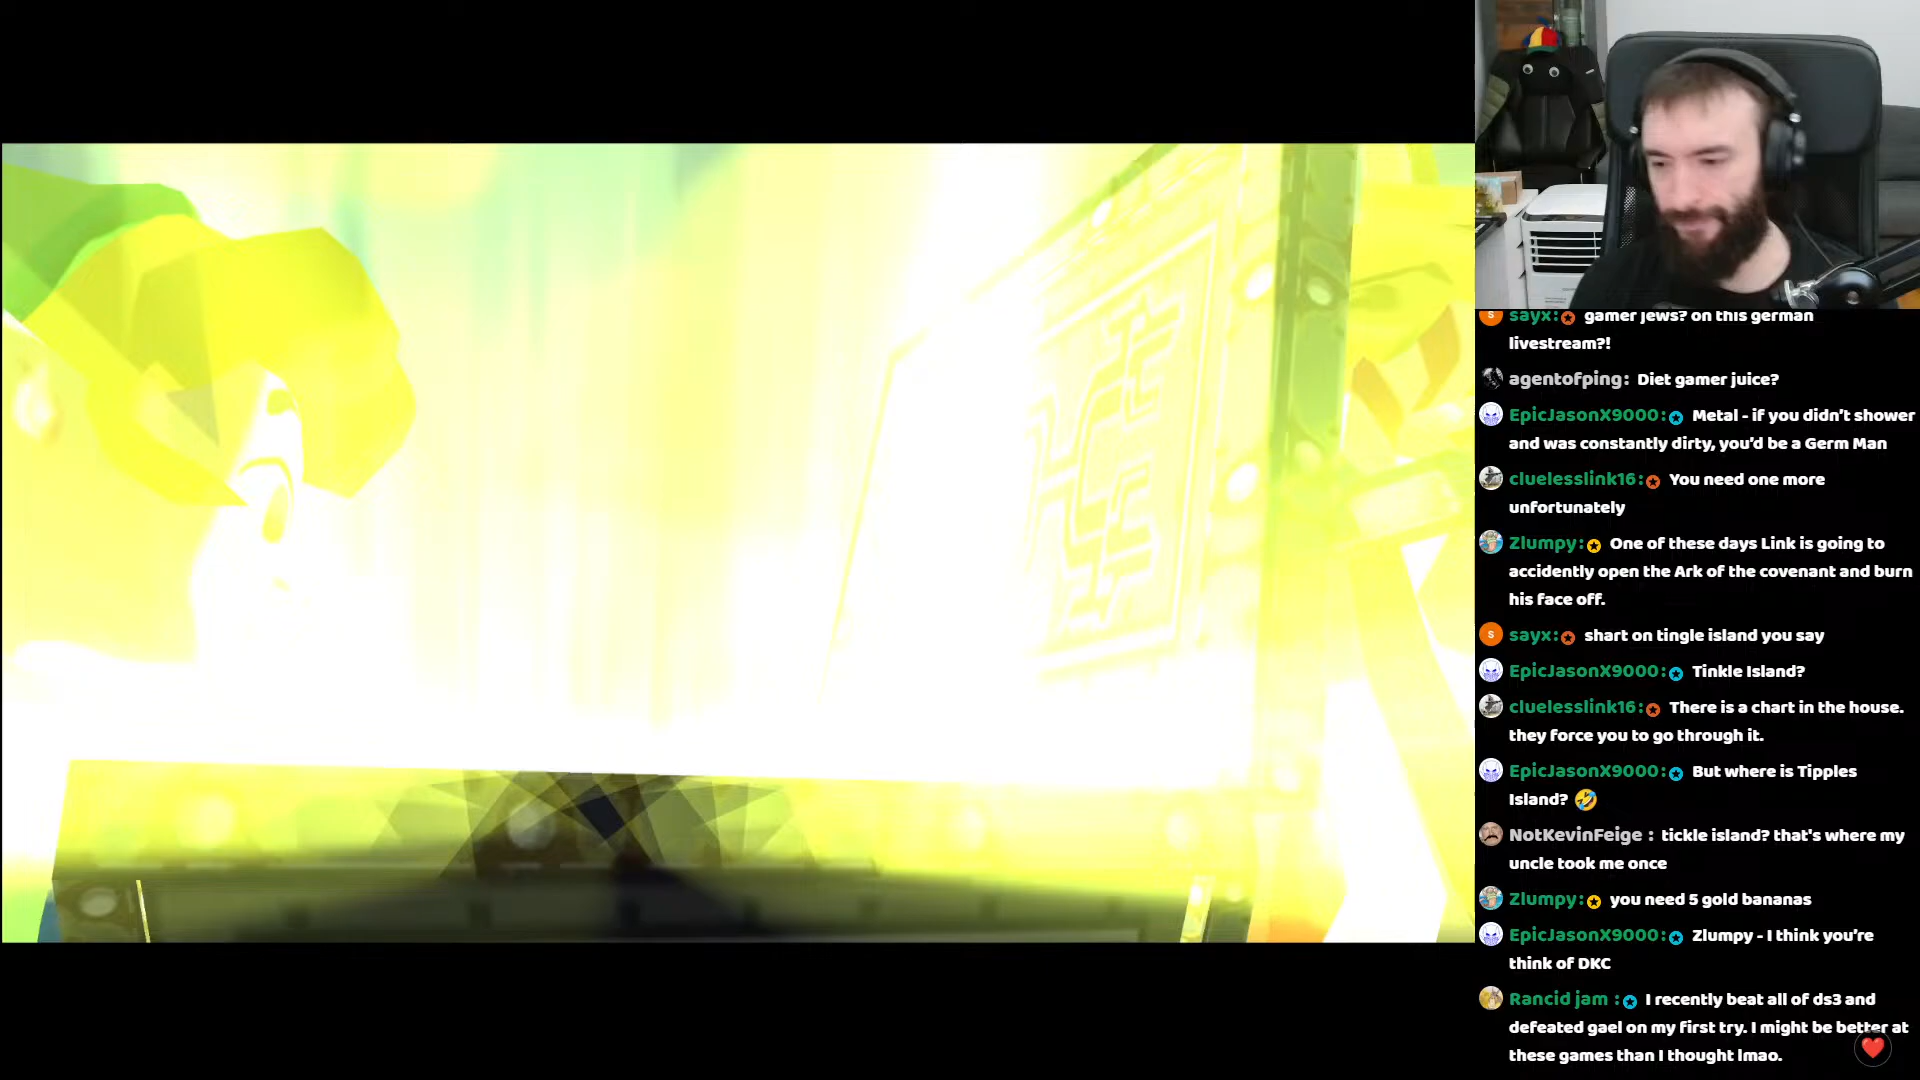 sayx: gamer jews? on this german
livestream?!
agentofping: Diet gamer juice?
EpicJasonX9000: Metal - if you didn't shower
and was constantly dirty, you'd be a Germ Man
cluelesslink16: You need one more
unfortunately
Zlumpy: One of these days Link is going to
accidently open the Ark of the covenant and burn
his face off.
sayx: shart on tingle island you say
EpicJasonX9000: Tinkle Island?
cluelesslink16: There is a chart in the house.
they force you to go through it.
EpicJasonX9000: But where is Tipples
Island? 🤣
NotKevinFeige : tickle island? that's where my
uncle took me once
Zlumpy: you need 5 gold bananas
EpicJasonX9000: Zlumpy - I think you're
think of DKC
Rancid jam : I recently beat all of ds3 and
defeated gael on my first try. I might be better at
these games than I thought lmao.